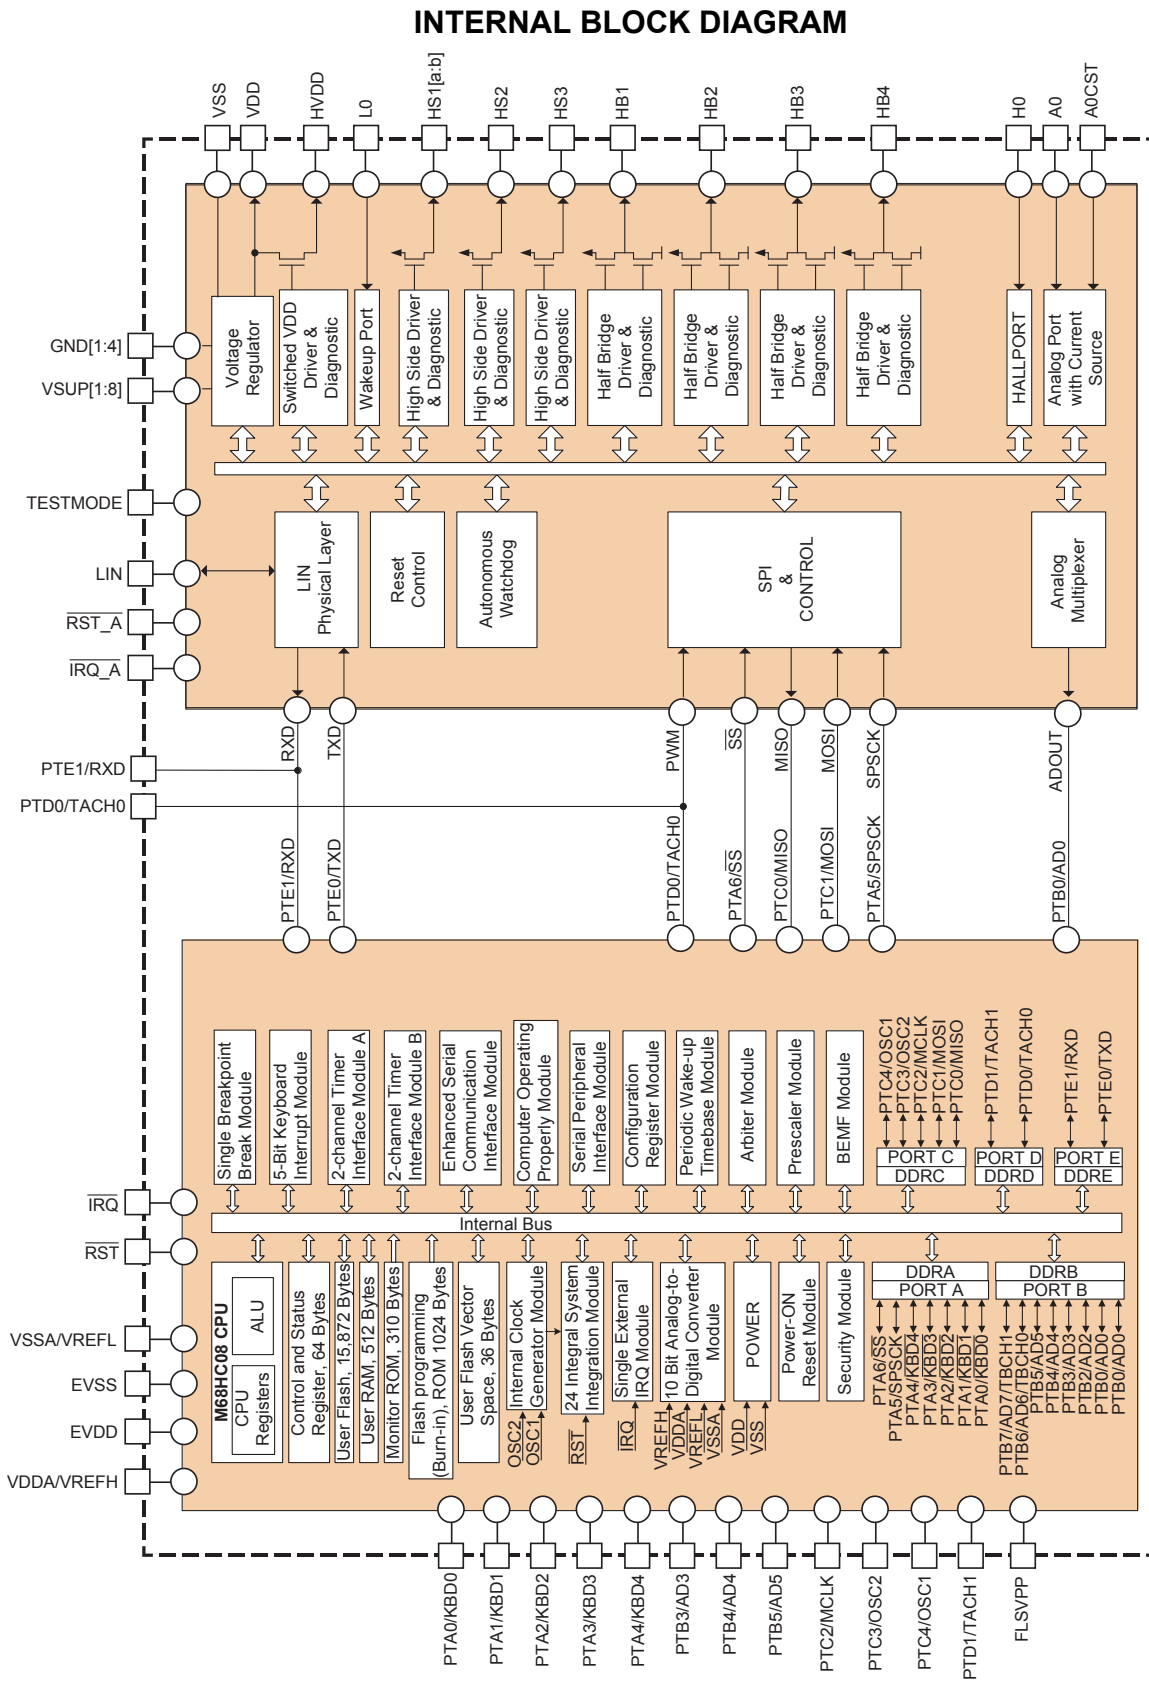 INTERNAL BLOCK DIAGRAM
VSS
VDD
HVDD
L0
HS1[a:b]
HS2
HS3
HB1
HB2
HB3
HB4
H0
A0
A0CST
GND[1:4]
VSUP[1:8]
TESTMODE
LIN
RST_A
IRQ_A
Voltage
Regulator
Switched VDD
Driver &
Diagnostic
Wakeup Port
High Side Driver
& Diagnostic
High Side Driver
& Diagnostic
High Side Driver
& Diagnostic
Half Bridge
Driver &
Diagnostic
Half Bridge
Driver &
Diagnostic
Half Bridge
Driver &
Diagnostic
Half Bridge
Driver &
Diagnostic
HALLPORT
Analog Port
with Current
Source
LIN
Physical Layer
Reset
Control
Autonomous
Watchdog
SPI
&
CONTROL
Analog
Multiplexer
RXD
TXD
PWM
SS
MISO
MOSI
SPSCK
ADOUT
PTE1/RXD
PTD0/TACH0
PTE1/RXD
PTE0/TXD
PTD0/TACH0
PTA6/SS
PTC0/MISO
PTC1/MOSI
PTA5/SPSCK
PTB0/AD0
Single Breakpoint
Break Module
5-Bit Keyboard
Interrupt Module
2-channel Timer
Interface Module A
2-channel Timer
Interface Module B
Enhanced Serial
Communication
Interface Module
Computer Operating
Properly Module
Serial Peripheral
Interface Module
Configuration
Register Module
Periodic Wake-up
Timebase Module
Arbiter Module
Prescaler Module
BEMF Module
PTC4/OSC1
PTC3/OSC2
PTC2/MCLK
PTC1/MOSI
PTC0/MISO
PORT C
DDRC
PTD1/TACH1
PTD0/TACH0
PORT D
DDRD
PTE1/RXD
PTE0/TXD
PORT E
DDRE
IRQ
RST
VSSA/VREFL
EVSS
EVDD
VDDA/VREFH
Internal Bus
M68HC08 CPU
CPU
Registers
ALU
Control and Status
Register, 64 Bytes
User Flash, 15,872 Bytes
User RAM, 512 Bytes
Monitor ROM, 310 Bytes
Flash programming
(Burn-in), ROM 1024 Bytes
User Flash Vector
Space, 36 Bytes
Internal Clock
Generator Module
OSC2
OSC1
24 Integral System
Integration Module
RST
Single External
IRQ Module
IRQ
10 Bit Analog-to-
Digital Converter
Module
VREFH
VDDA
VREFL
VSSA
POWER
VDD
VSS
Power-ON
Reset Module
Security Module
DDRA
PORT A
PTA6/SS
PTA5/SPSCK
PTA4/KBD4
PTA3/KBD3
PTA2/KBD2
PTA1/KBD1
PTA0/KBD0
DDRB
PORT B
PTB7/AD7/TBCH1
PTB6/AD6/TBCH0
PTB5/AD5
PTB4/AD4
PTB3/AD3
PTB2/AD2
PTB0/AD0
PTB0/AD0
PTA0/KBD0
PTA1/KBD1
PTA2/KBD2
PTA3/KBD3
PTA4/KBD4
PTB3/AD3
PTB4/AD4
PTB5/AD5
PTC2/MCLK
PTC3/OSC2
PTC4/OSC1
PTD1/TACH1
FLSVPP